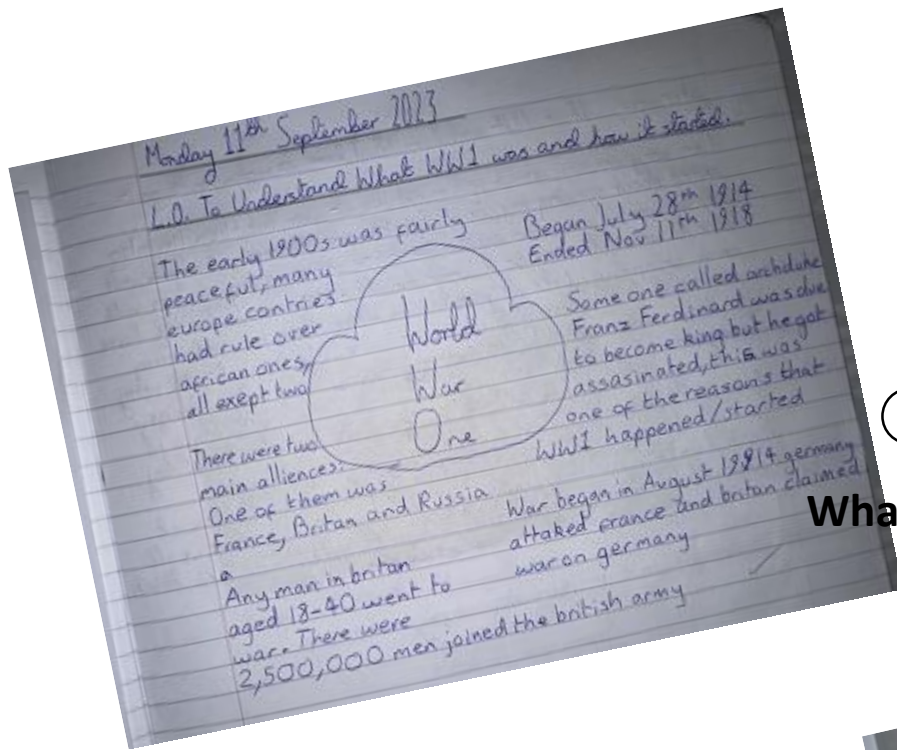 Monday 11th September 2023
L.O. To Understand What WW1 was and how it started.
The early 1900s was fairly
peaceful, many
europe contries
had rule over
african ones,
all exept two
There were two
main alliences.
One of them was
France, Britan and Russia
a
Any man in britan
aged 18-40 went to
war. There were
2,500,000 men joined the british army
World
War
One
Began July 28th 1914
Ended Nov 11th 1918
Some one called archduke
Franz Ferdinard was due
to become king but he got
assasinated, this was
one of the reasons that
WW1 happened/started
War began in August germany
attaked france and britan claimed
war on germany
Wha